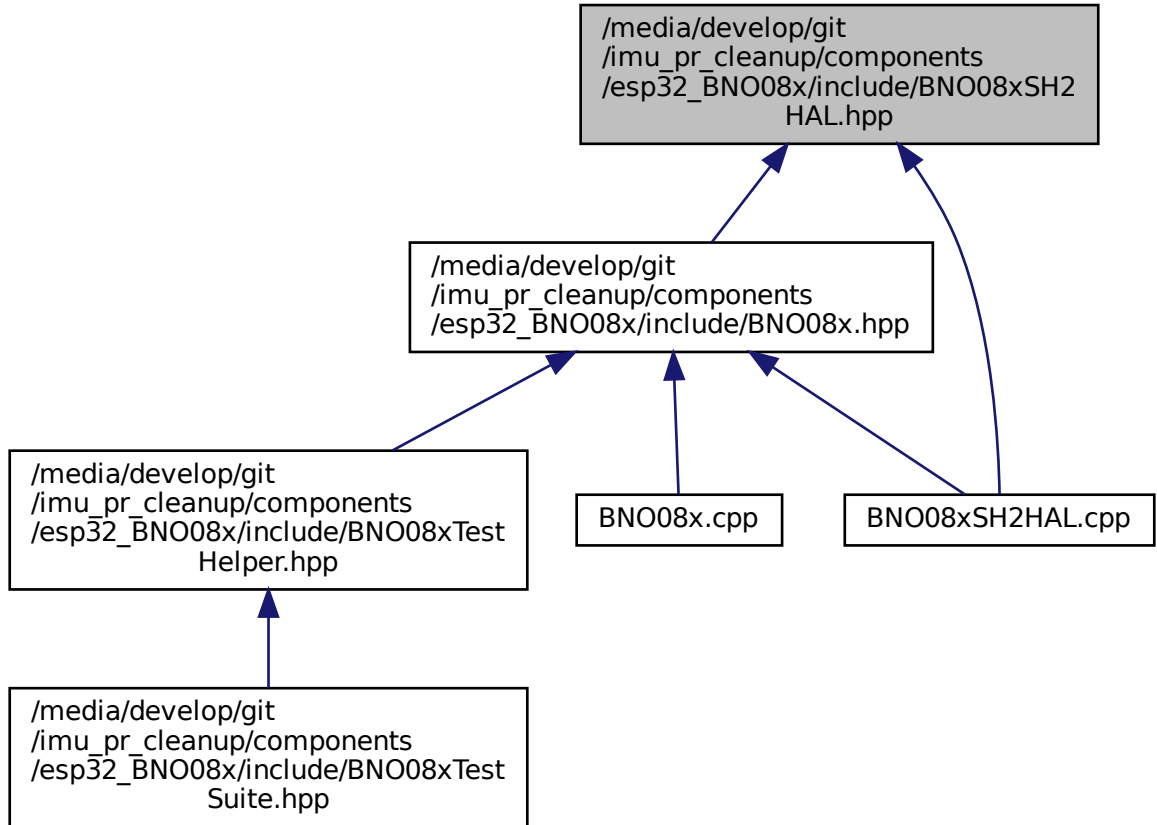 /media/develop/git
/imu_pr_cleanup/components
/esp32_BNO08x/include/BNO08xSH2
HAL.hpp
/media/develop/git
/imu_pr_cleanup/components
/esp32_BNO08x/include/BNO08x.hpp
/media/develop/git
/imu_pr_cleanup/components
/esp32_BNO08x/include/BNO08xTest
Helper.hpp
BNO08x.cpp
BNO08xSH2HAL.cpp
/media/develop/git
/imu_pr_cleanup/components
/esp32_BNO08x/include/BNO08xTest
Suite.hpp